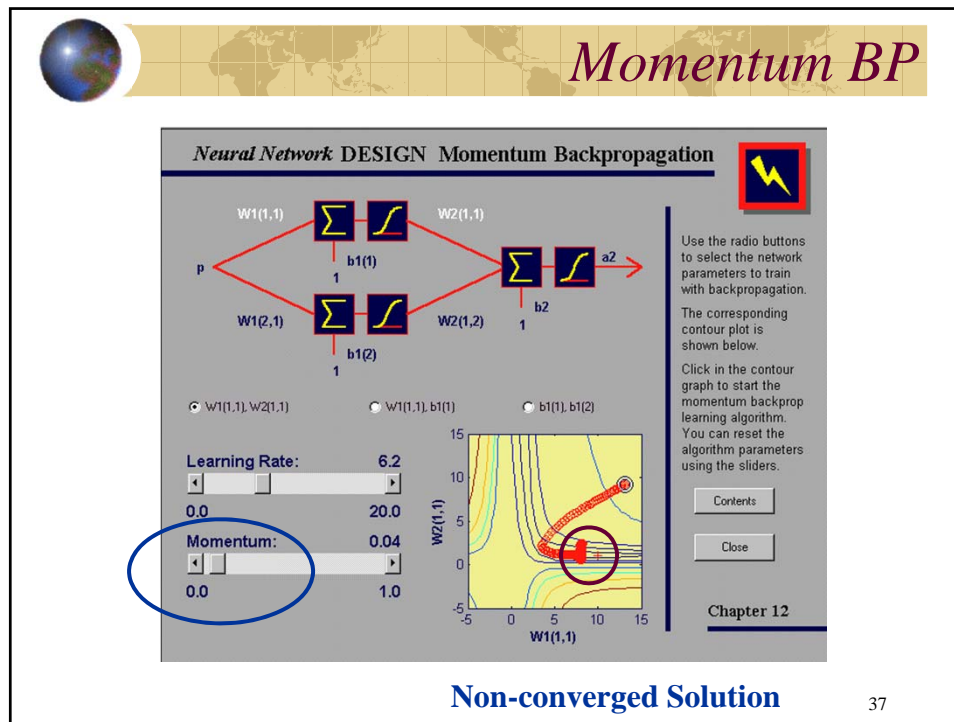 Momentum BP
Neural Network DESIGN Momentum Backpropagation
W1(1,1)
W2(1,1)
p
b1(1)
1
a2
b2
1
W1(2,1)
W2(1,2)
b1(2)
1
W1(1,1), W2(1,1)
W1(1,1), b1(1)
b1(1), b1(2)
Learning Rate:
6.2
0.0
20.0
Momentum:
0.04
0.0
1.0
15
10
5
0
-5
W2(1,1)
-5
0
5
10
15
W1(1,1)
Use the radio buttons
to select the network
parameters to train
with backpropagation.
The corresponding
contour plot is
shown below.
Click in the contour
graph to start the
momentum backprop
learning algorithm.
You can reset the
algorithm parameters
using the sliders.
Contents
Close
Chapter 12
Non-converged Solution
37